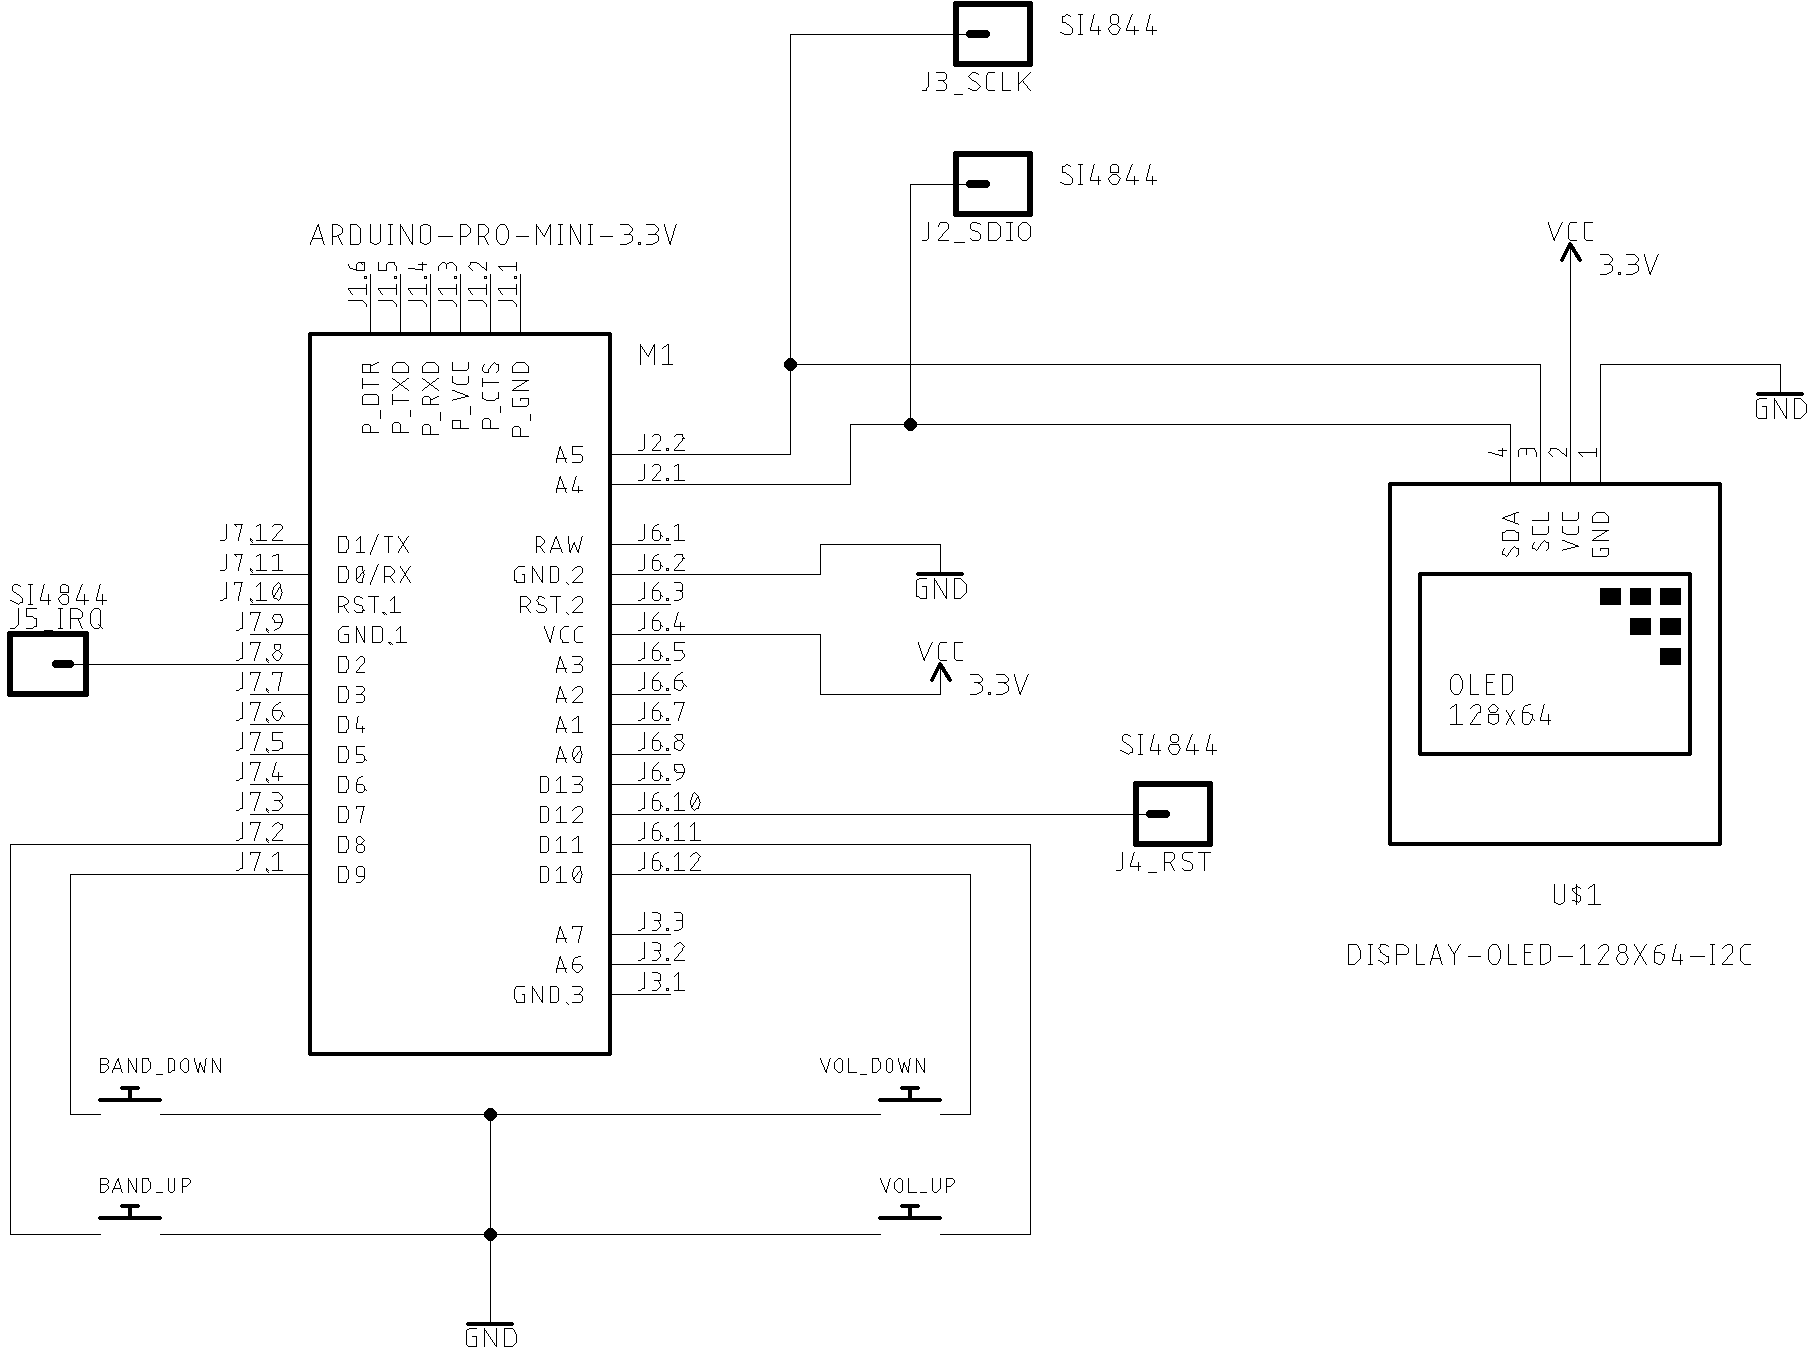 SI4844
J3_SCLK
SI4844
J2_SDIO
ARDUINO-PRO-MINI-3.3V
J1.6
J1.5
J1.4
J1.3
J1.2
J1.1
M1
P_DTR
P_TXD
P_RXD
P_VCC
P_CTS
P_GND
VCC
3.3V
GND
A5 J2.2
A4 J2.1
4
3
2
1
SDA
SCL
VCC
GND
J7.12 D1/TX
RAW J6.1
J7.11 D0/RX
GND.2 J6.2
GND
J7.10 RST.1
RST.2 J6.3
SI4844
J5_IRQ
J7.9 GND.1
VCC J6.4
J7.8 D2
A3 J6.5
VCC
3.3V
J7.7 D3
A2 J6.6
J7.6 D4
A1 J6.7
J7.5 D5
A0 J6.8
J7.4 D6
D13 J6.9
J7.3 D7
D12 J6.10
J7.2 D8
D11 J6.11
J7.1 D9
D10 J6.12
SI4844
J4_RST
OLED
128x64
U$1
DISPLAY-OLED-128X64-I2C
A7 J3.3
A6 J3.2
GND.3 J3.1
BAND_DOWN
VOL_DOWN
BAND_UP
VOL_UP
GND